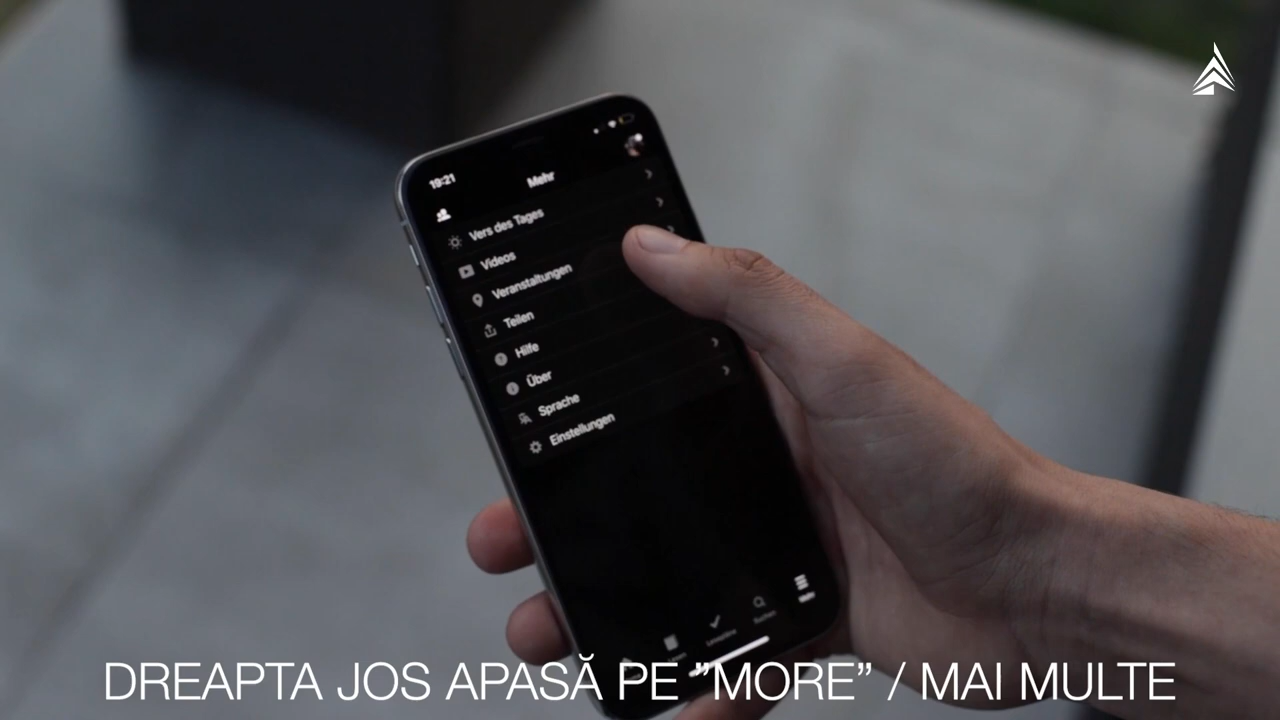 19:21
Mehr
Vers des Tages
Videos
Veranstaltungen
Teilen
Hilfe
Über
Sprache
Einstellungen
DREAPTA JOS APASĂ PE ”MORE” / MAI MULTE